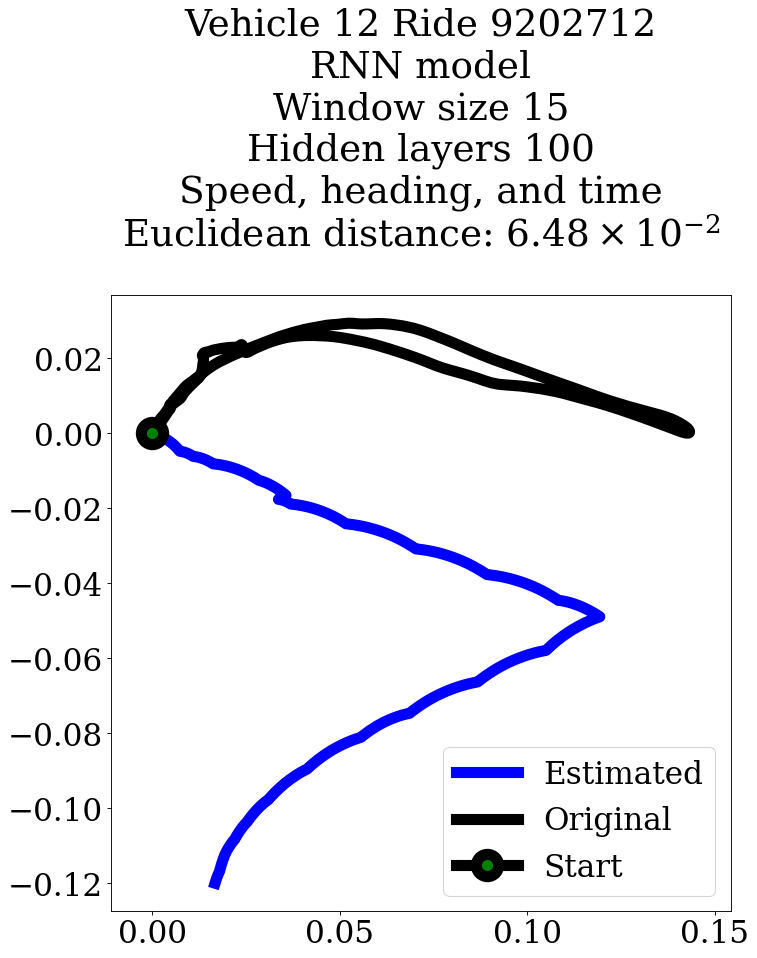 Vehicle 12 Ride 9202712
RNN model
Window size 15
Hidden layers 100
Speed, heading, and time
Euclidean distance: 6.48 × 10⁻²
0.02
0.00
−0.02
−0.04
−0.06
−0.08
−0.10
−0.12
Estimated
Original
Start
0.00 0.05 0.10 0.15